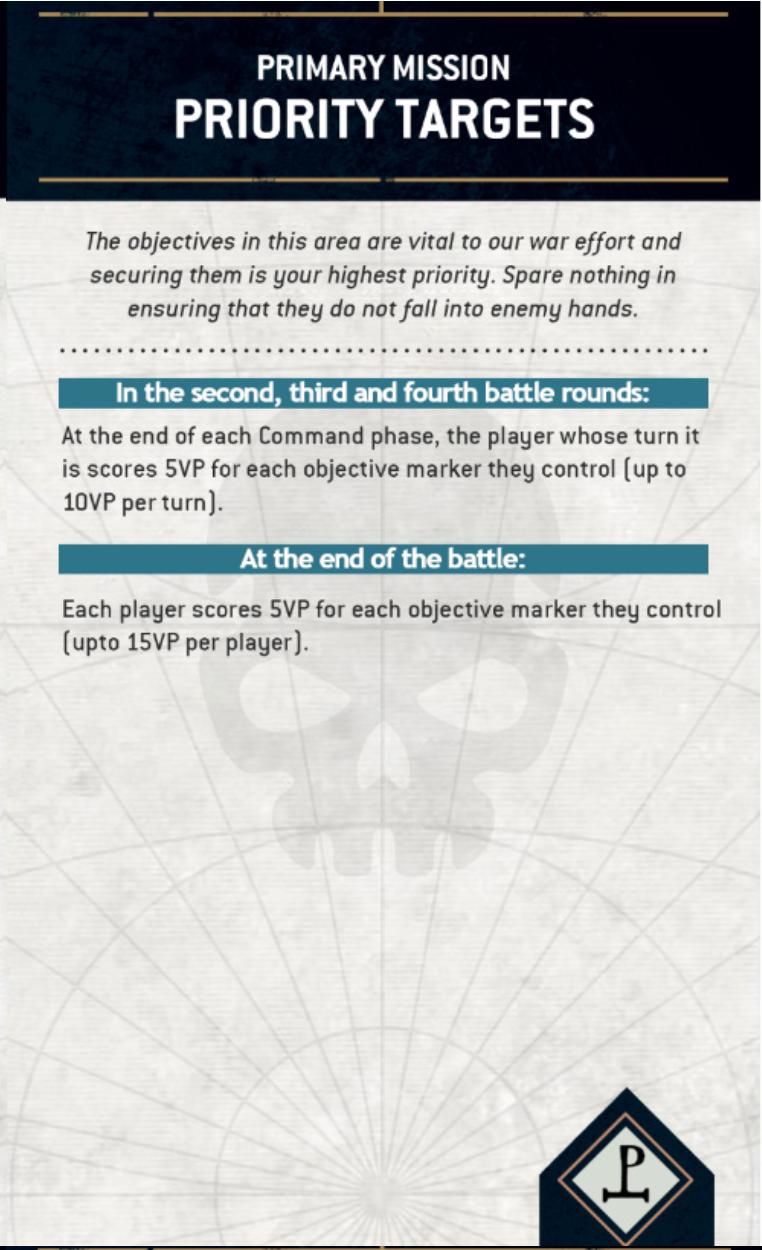 PRIMARY MISSION
PRIORITY TARGETS
The objectives in this area are vital to our war effort and
securing them is your highest priority. Spare nothing in
ensuring that they do not fall into enemy hands.
In the second, third and fourth battle rounds:
At the end of each Command phase, the player whose turn it
is scores 5VP for each objective marker they control (up to
10VP per turn).
At the end of the battle:
Each player scores 5VP for each objective marker they control
(upto 15VP per player).
P